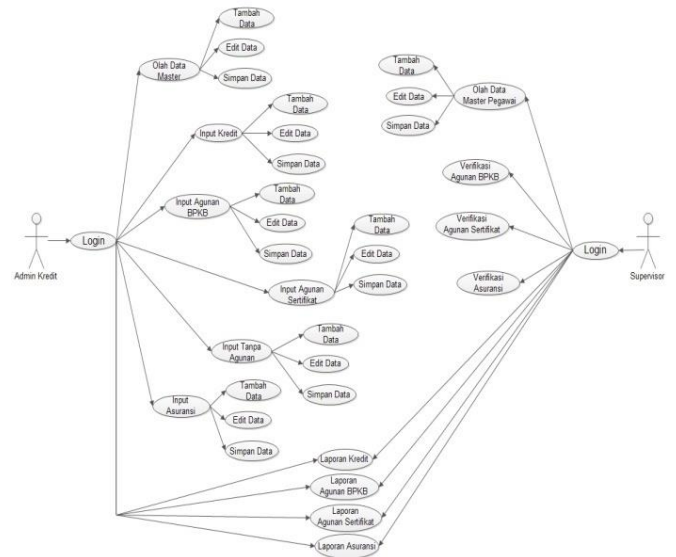 Tambah
Data
Edit Data
Simpan Data
Olah Data
Master
Tambah
Data
Edit Data
Simpan Data
Input Kredit
Tambah
Data
Edit Data
Simpan Data
Input Agunan
BPKB
Tambah
Data
Edit Data
Simpan Data
Input Agunan
Sertifikat
Login
Admin Kredit
Tambah
Data
Edit Data
Simpan Data
Input Tanpa
Agunan
Tambah
Data
Edit Data
Simpan Data
Input
Asuransi
Tambah
Data
Edit Data
Simpan Data
Olah Data
Master Pegawai
Verifikasi
Agunan BPKB
Verifikasi
Agunan Sertifikat
Verifikasi
Asuransi
Login
Supervisor
Laporan Kredit
Laporan
Agunan BPKB
Laporan
Agunan Sertifikat
Laporan Asuransi